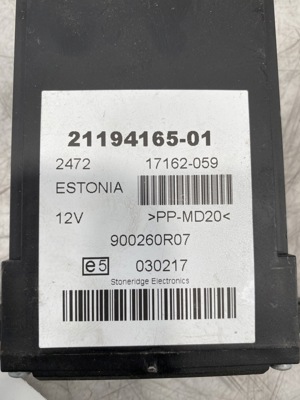 21194165-01
2472 17162-059
ESTONIA
12V >PP-MD20<
900260R07
e5 030217
Stoneridge Electronics